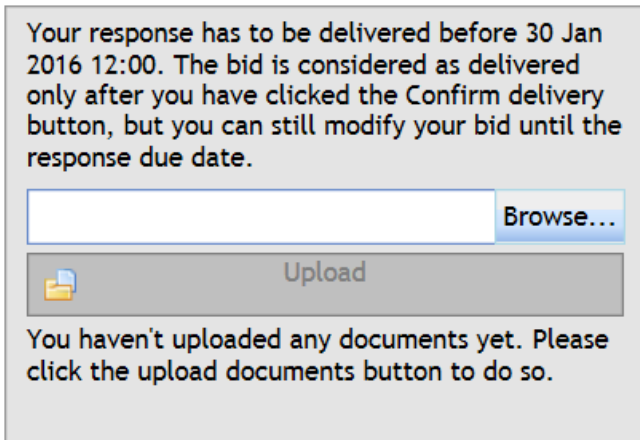 Your response has to be delivered before 30 Jan
2016 12:00. The bid is considered as delivered
only after you have clicked the Confirm delivery
button, but you can still modify your bid until the
response due date.
Browse...
Upload
You haven't uploaded any documents yet. Please
click the upload documents button to do so.